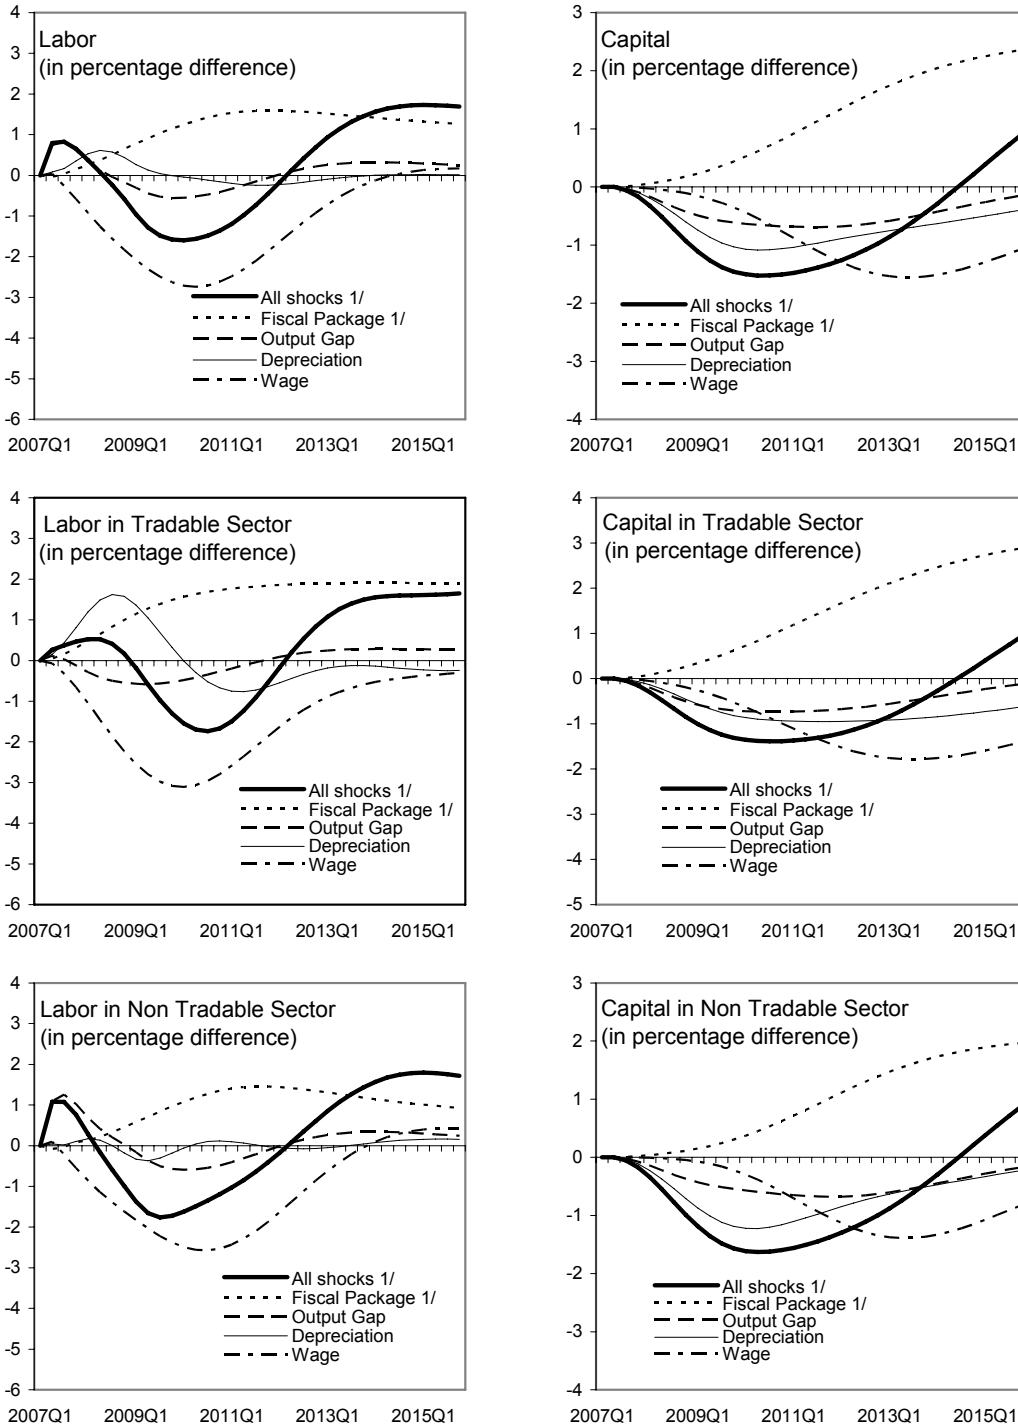 4
3
2
1
0
-1
-2
-3
-4
-5
-6
Labor
(in percentage difference)
All shocks 1/
Fiscal Package 1/
Output Gap
Depreciation
Wage
2007Q1 2009Q1 2011Q1 2013Q1 2015Q1
3
2
1
0
-1
-2
-3
-4
Capital
(in percentage difference)
All shocks 1/
Fiscal Package 1/
Output Gap
Depreciation
Wage
2007Q1 2009Q1 2011Q1 2013Q1 2015Q1
4
3
2
1
0
-1
-2
-3
-4
-5
-6
Labor in Tradable Sector
(in percentage difference)
All shocks 1/
Fiscal Package 1/
Output Gap
Depreciation
Wage
2007Q1 2009Q1 2011Q1 2013Q1 2015Q1
4
3
2
1
0
-1
-2
-3
-4
-5
Capital in Tradable Sector
(in percentage difference)
All shocks 1/
Fiscal Package 1/
Output Gap
Depreciation
Wage
2007Q1 2009Q1 2011Q1 2013Q1 2015Q1
4
3
2
1
0
-1
-2
-3
-4
-5
-6
Labor in Non Tradable Sector
(in percentage difference)
All shocks 1/
Fiscal Package 1/
Output Gap
Depreciation
Wage
2007Q1 2009Q1 2011Q1 2013Q1 2015Q1
3
2
1
0
-1
-2
-3
-4
Capital in Non Tradable Sector
(in percentage difference)
All shocks 1/
Fiscal Package 1/
Output Gap
Depreciation
Wage
2007Q1 2009Q1 2011Q1 2013Q1 2015Q1